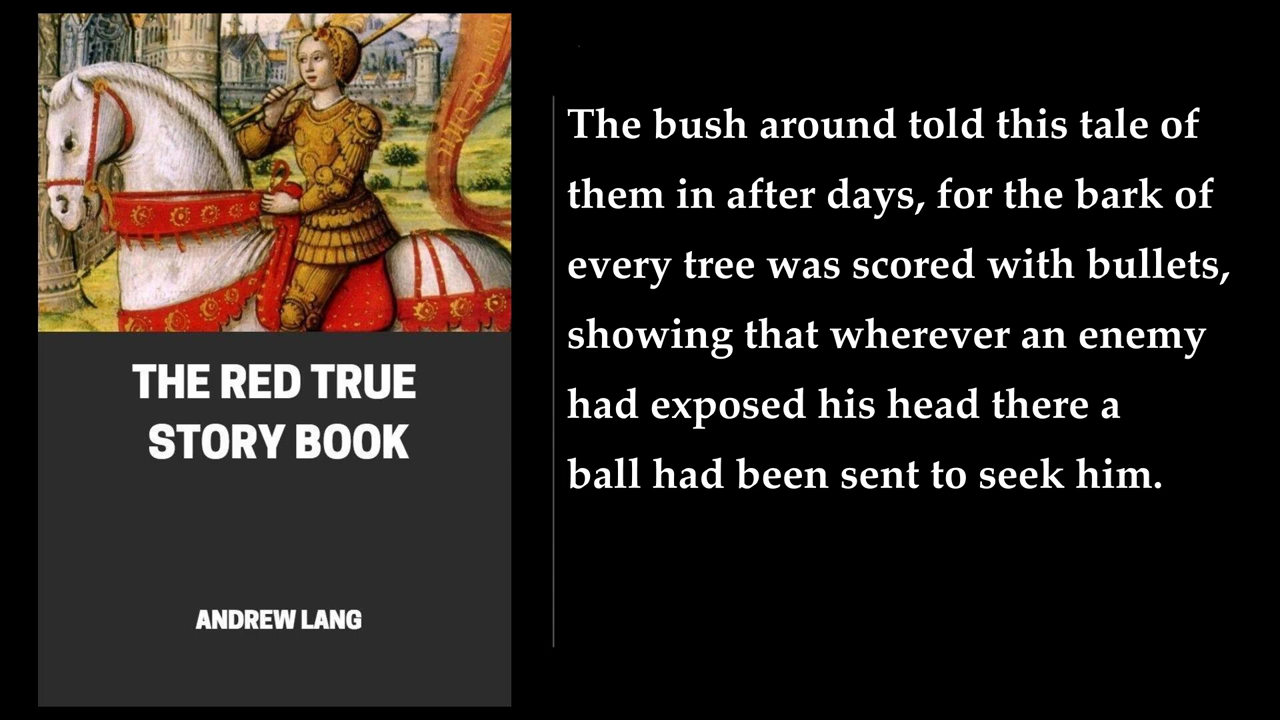 THE RED TRUE
STORY BOOK
ANDREW LANG
The bush around told this tale of
them in after days, for the bark of
every tree was scored with bullets,
showing that wherever an enemy
had exposed his head there a
ball had been sent to seek him.